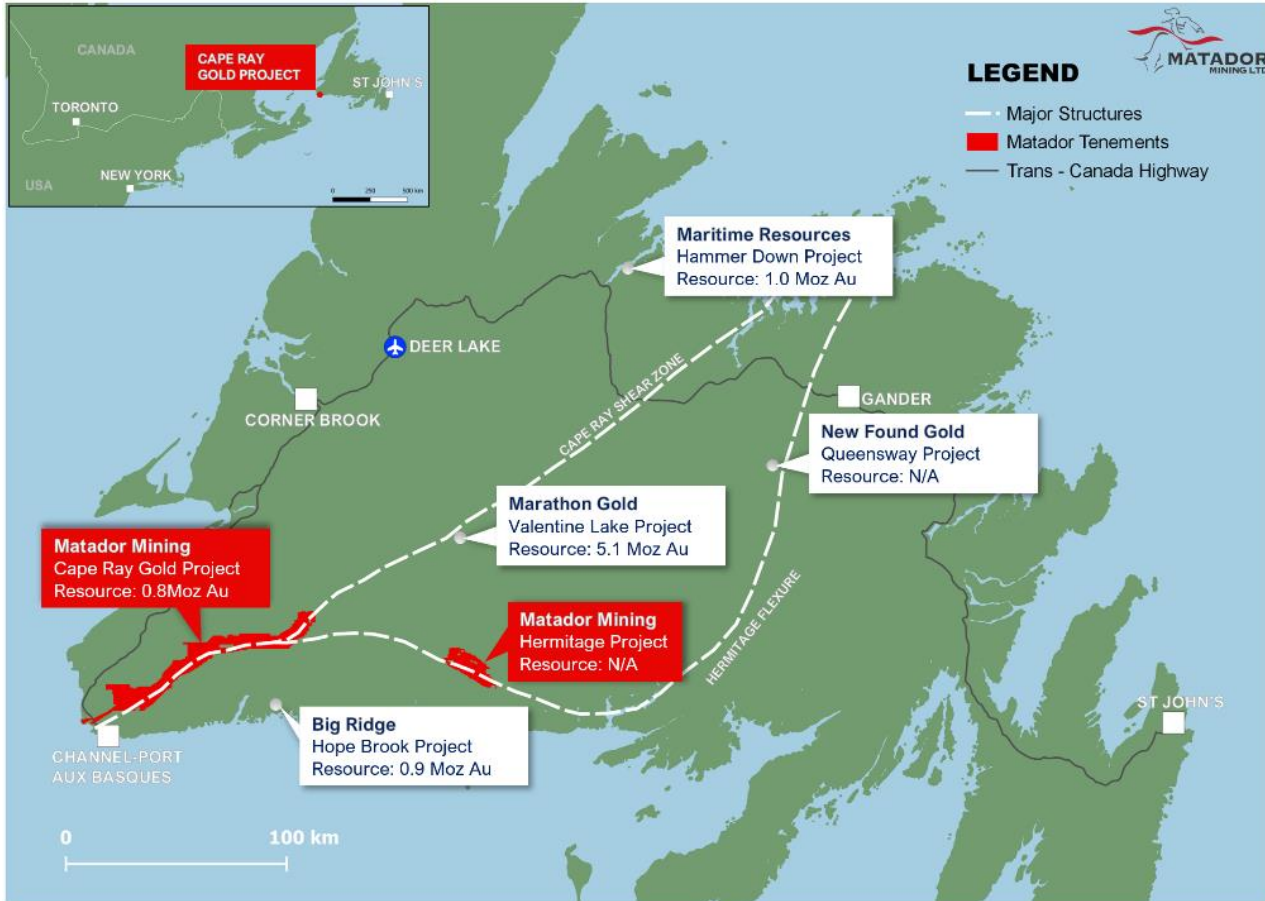 CANADA
CAPE RAY
GOLD PROJECT
ST JOHN'S
TORONTO
NEW YORK
USA
0 250 500 km
MATADOR
MINING LTD
LEGEND
Major Structures
Matador Tenements
Trans - Canada Highway
Maritime Resources
Hammer Down Project
Resource: 1.0 Moz Au
DEER LAKE
CORNER BROOK
CAPE RAY SHEAR ZONE
GANDER
New Found Gold
Queensway Project
Resource: N/A
Marathon Gold
Valentine Lake Project
Resource: 5.1 Moz Au
Matador Mining
Cape Ray Gold Project
Resource: 0.8Moz Au
Matador Mining
Hermitage Project
Resource: N/A
HERMITAGE FLEXURE
Big Ridge
Hope Brook Project
Resource: 0.9 Moz Au
ST JOHN'S
CHANNEL-PORT
AUX BASQUES
0 100 km